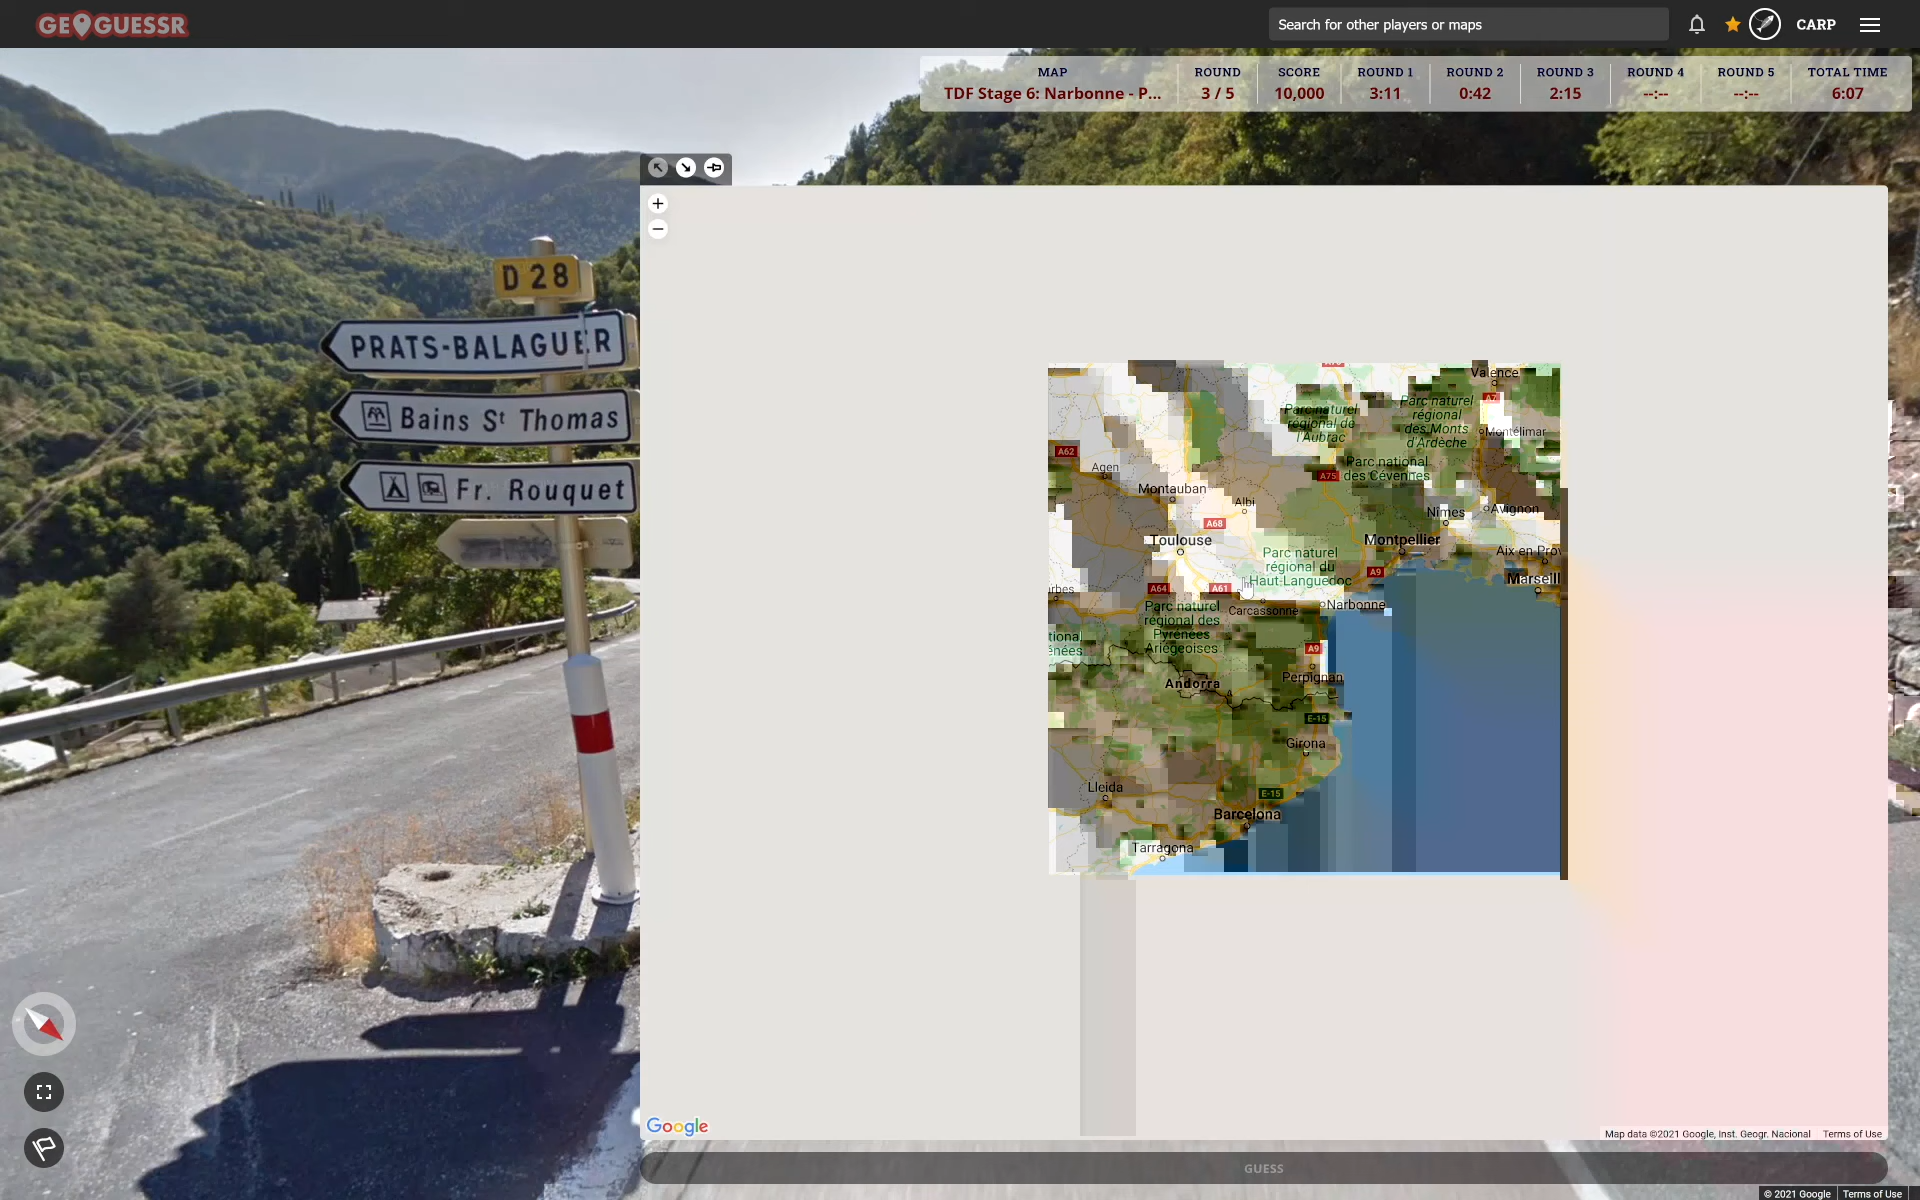 GEOGUESSR
Search for other players or maps
CARP
MAP
TDF Stage 6: Narbonne - P...
ROUND
3 / 5
SCORE
10,000
ROUND 1
3:11
ROUND 2
0:42
ROUND 3
2:15
ROUND 4
--:--
ROUND 5
--:--
TOTAL TIME
6:07
D 28
PRATS-BALAGUER
Bains St Thomas
Fr. Rouquet
+
−
Valence
A7
Parc naturel
régional de
l'Aubrac
Parc naturel
régional
des Monts
d'Ardèche
Montélimar
A62
Agen
Parc national
des Cévennes
A75
Montauban
Albi
Nîmes
Avignon
A68
Toulouse
Montpellier
Aix en Prov
Parc naturel
régional du
Haut-Languedoc
A9
Marseill
A64
A61
rbes
Carcassonne
Narbonne
Parc naturel
régional des
Pyrénées
Ariégeoises
tional
énées
A9
Perpignan
Andorra
E-15
Girona
Lleida
E-15
Barcelona
Tarragona
Google
Map data ©2021 Google, Inst. Geogr. Nacional
Terms of Use
GUESS
© 2021 Google
Terms of Use